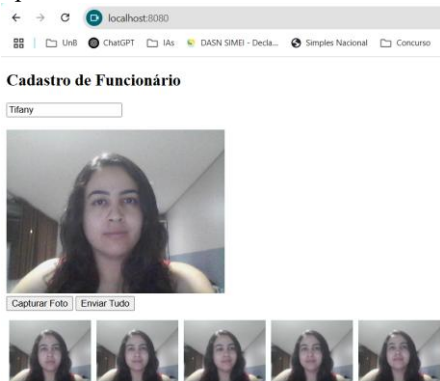 localhost:8080
UnB ChatGPT IAs DASN SIMEI - Decla... Simples Nacional Concurso
Cadastro de Funcionário
Tifany
Capturar Foto Enviar Tudo